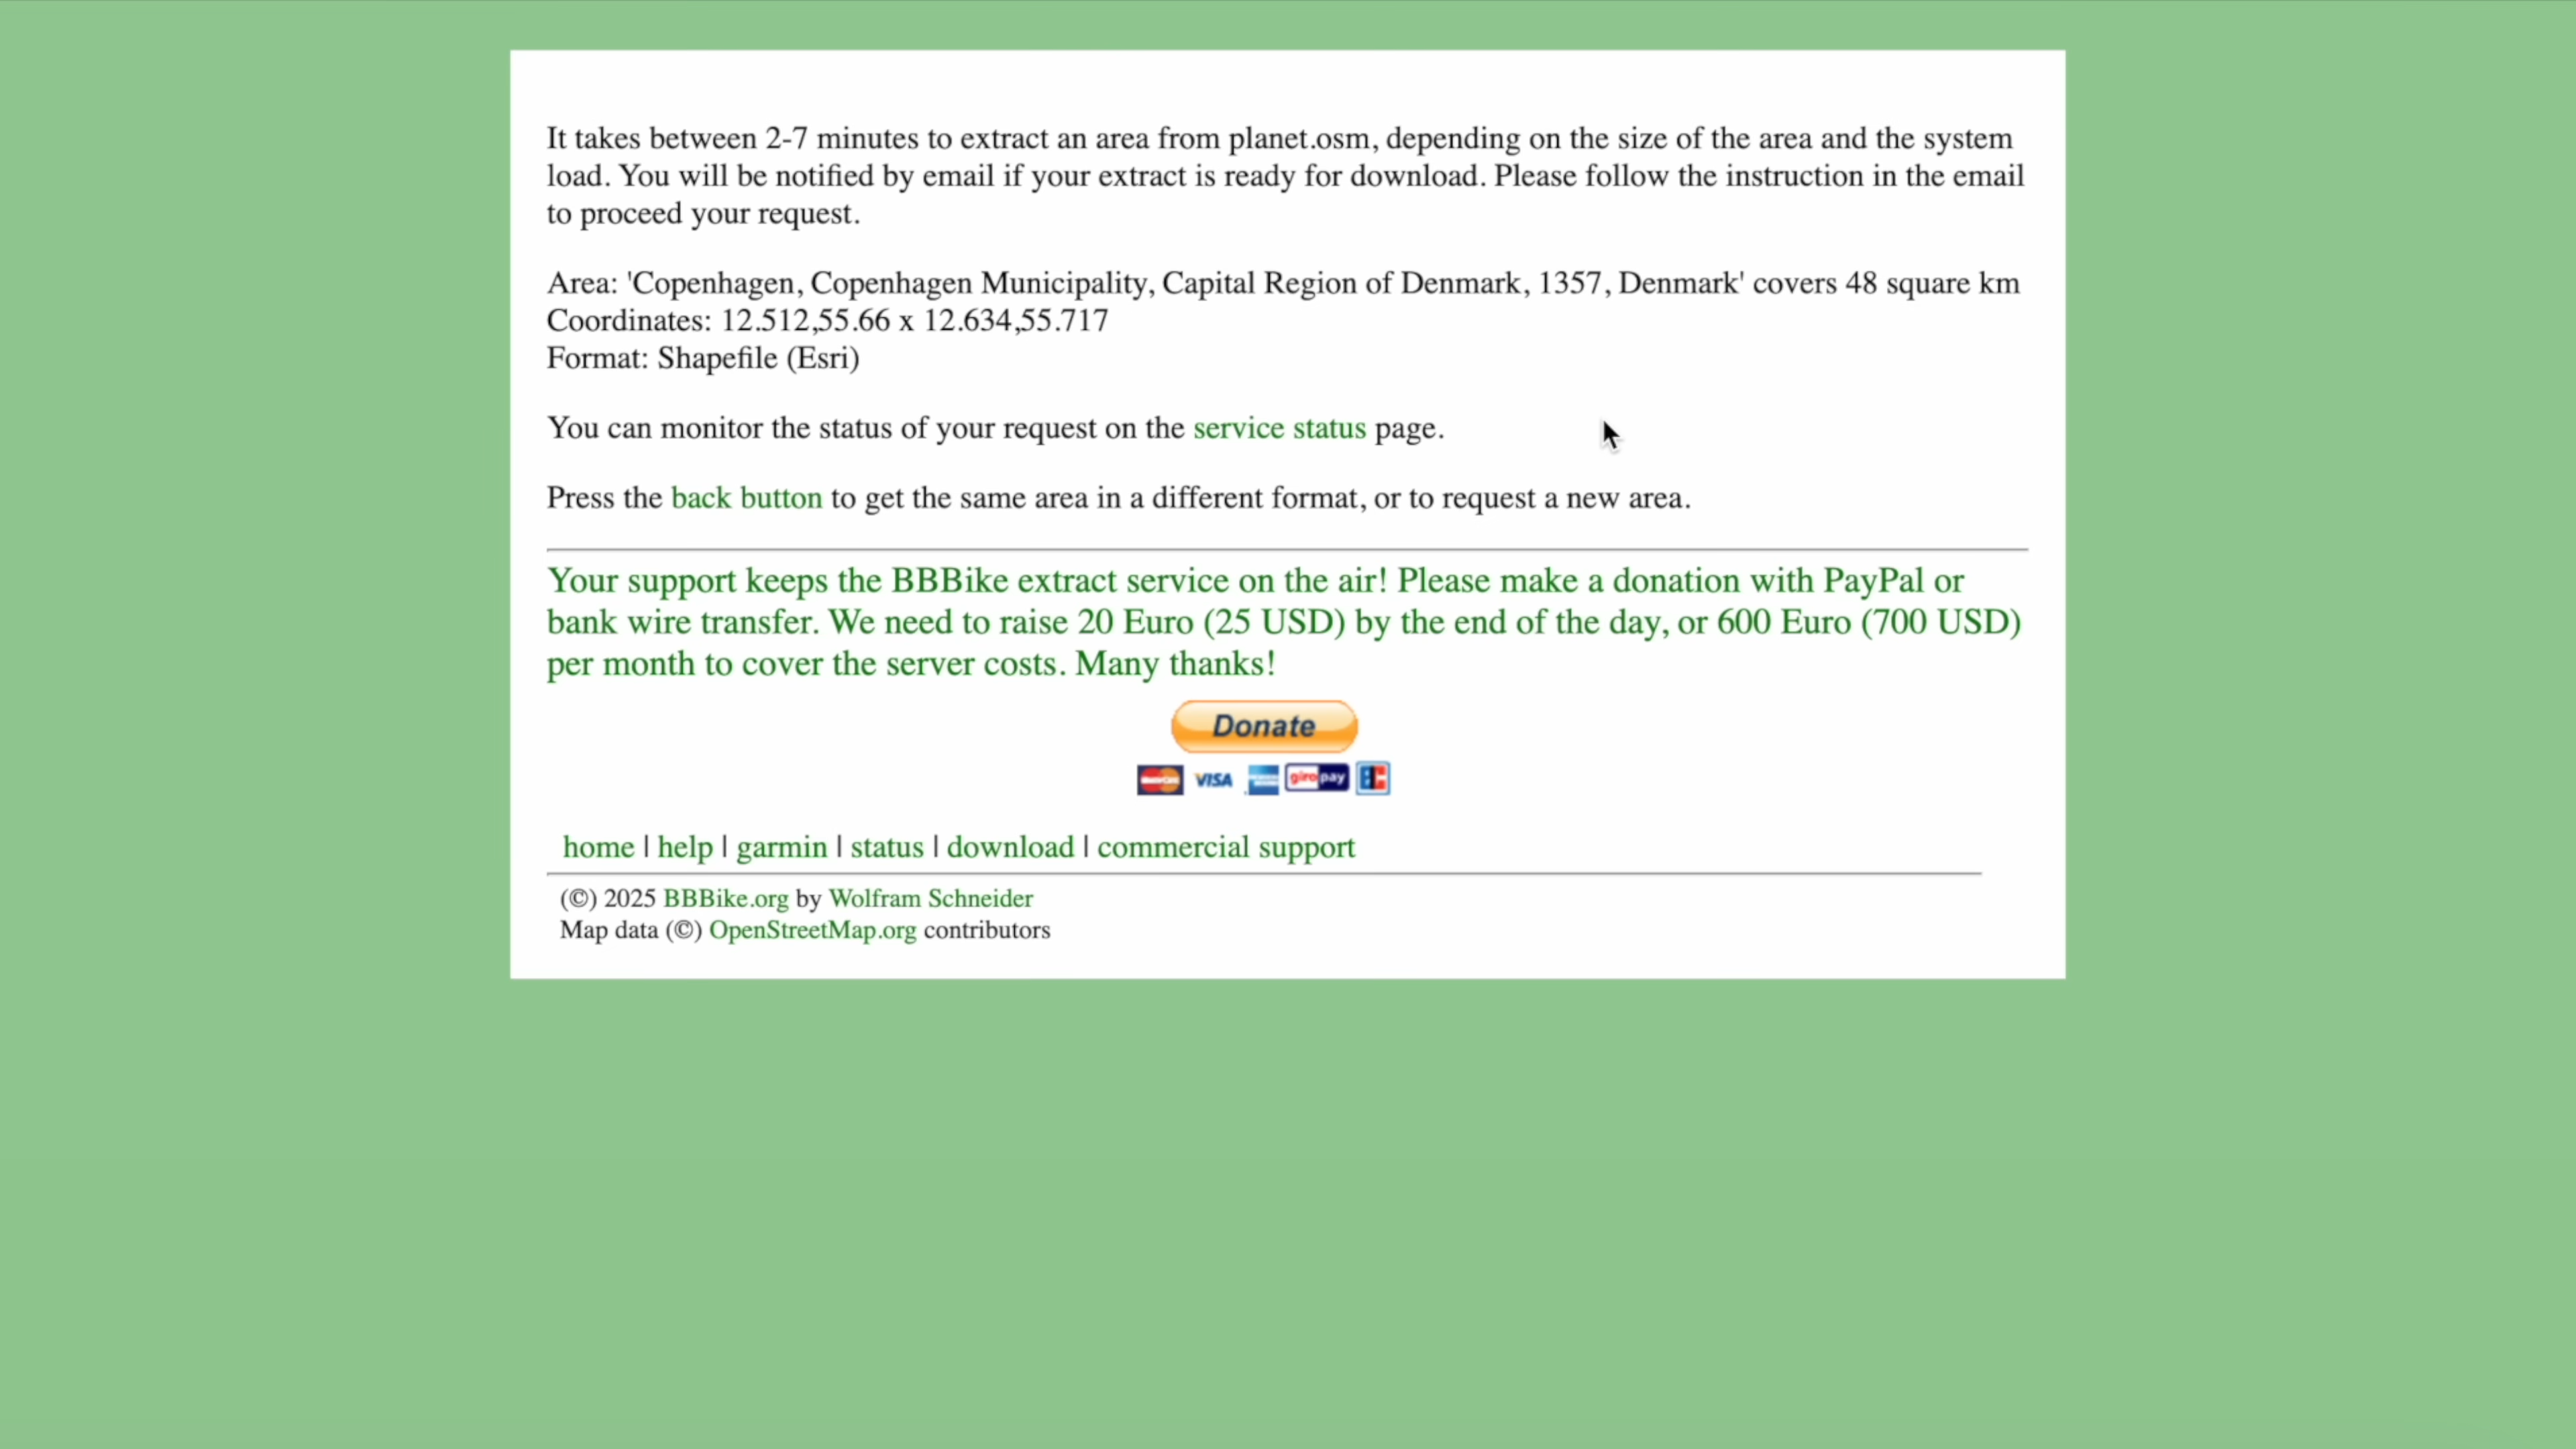 It takes between 2-7 minutes to extract an area from planet.osm, depending on the size of the area and the system
load. You will be notified by email if your extract is ready for download. Please follow the instruction in the email
to proceed your request.
Area: 'Copenhagen, Copenhagen Municipality, Capital Region of Denmark, 1357, Denmark' covers 48 square km
Coordinates: 12.512,55.66 x 12.634,55.717
Format: Shapefile (Esri)
You can monitor the status of your request on the service status page.
Press the back button to get the same area in a different format, or to request a new area.
Your support keeps the BBBike extract service on the air! Please make a donation with PayPal or
bank wire transfer. We need to raise 20 Euro (25 USD) by the end of the day, or 600 Euro (700 USD)
per month to cover the server costs. Many thanks!
Donate
VISA giropay
home | help | garmin | status | download | commercial support
(©) 2025 BBBike.org by Wolfram Schneider
Map data (©) OpenStreetMap.org contributors